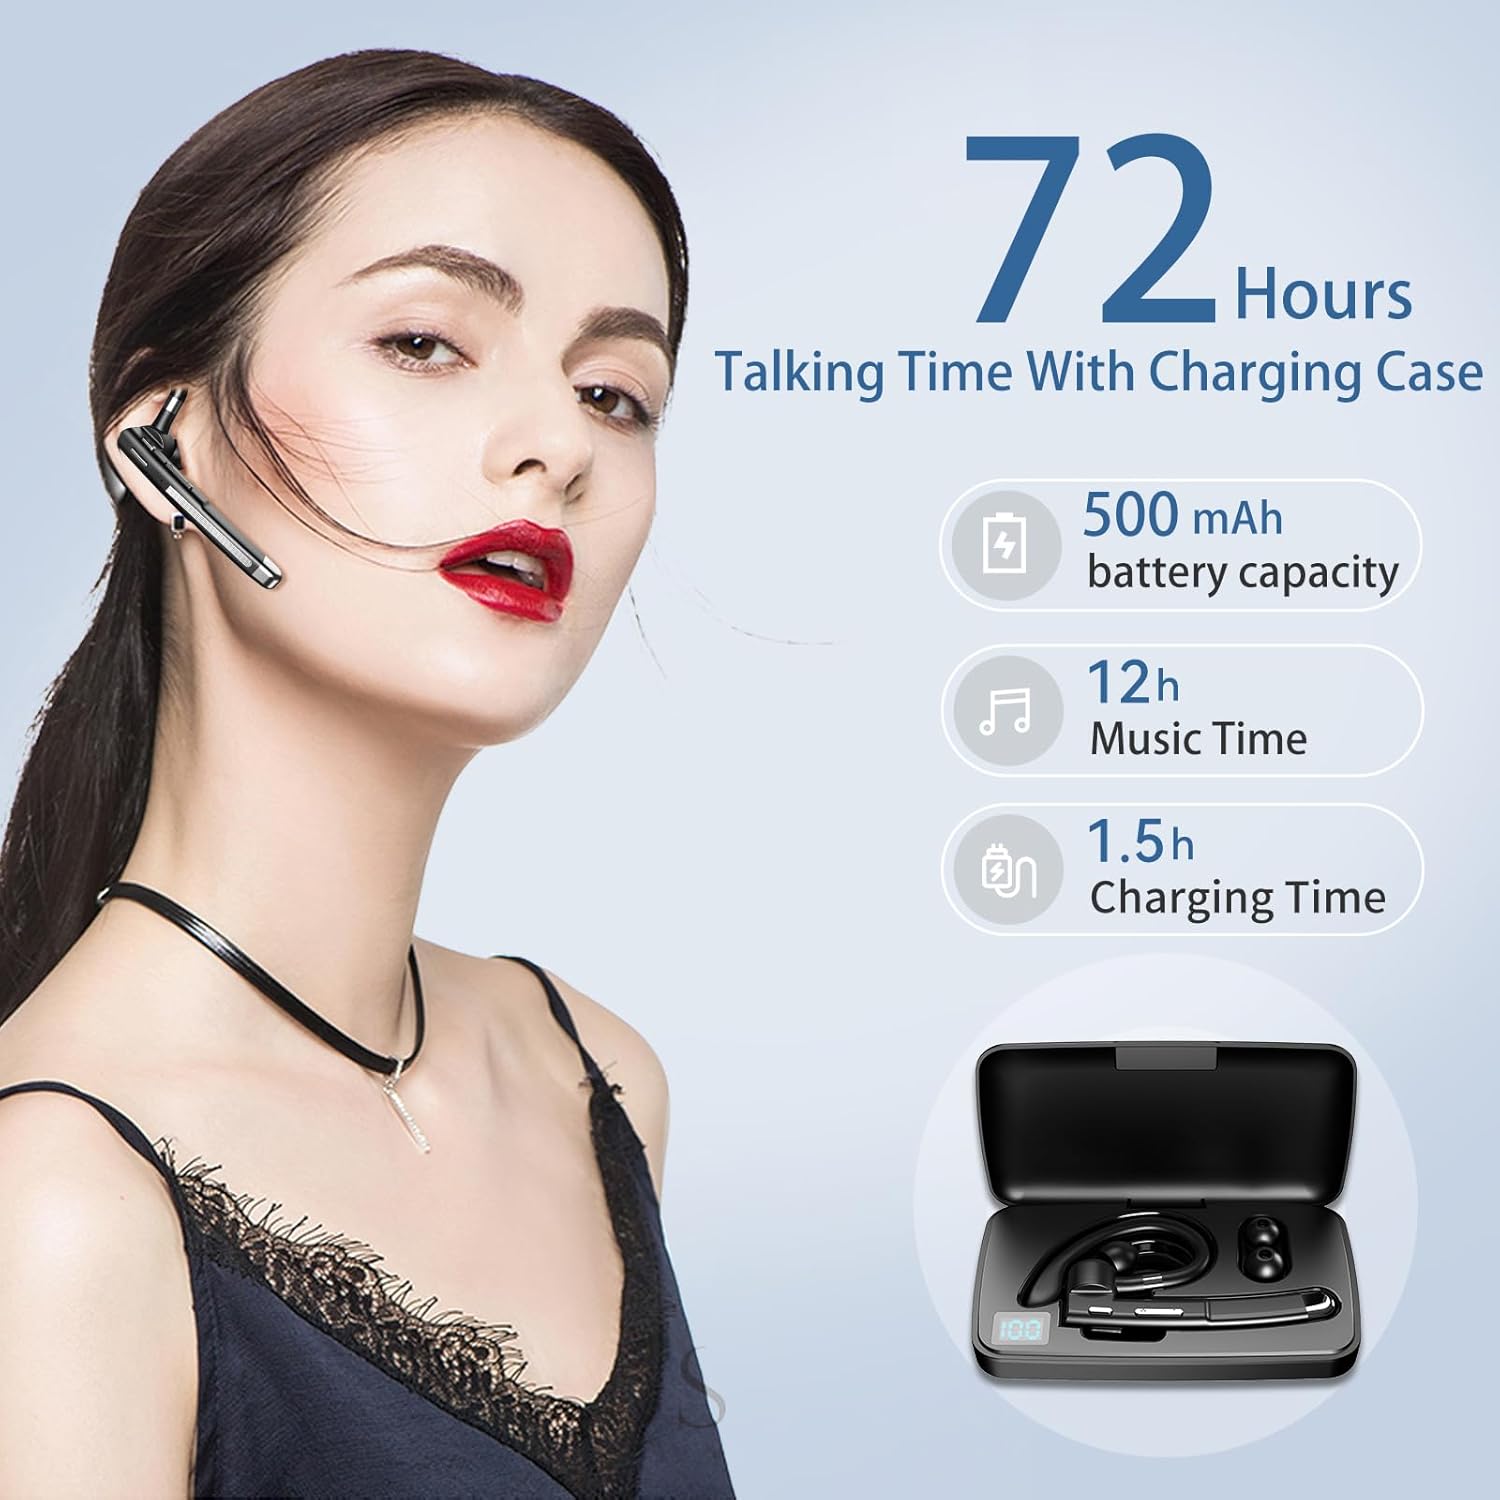 72 Hours
Talking Time With Charging Case
500 mAh
battery capacity
12h
Music Time
1.5h
Charging Time
100
S